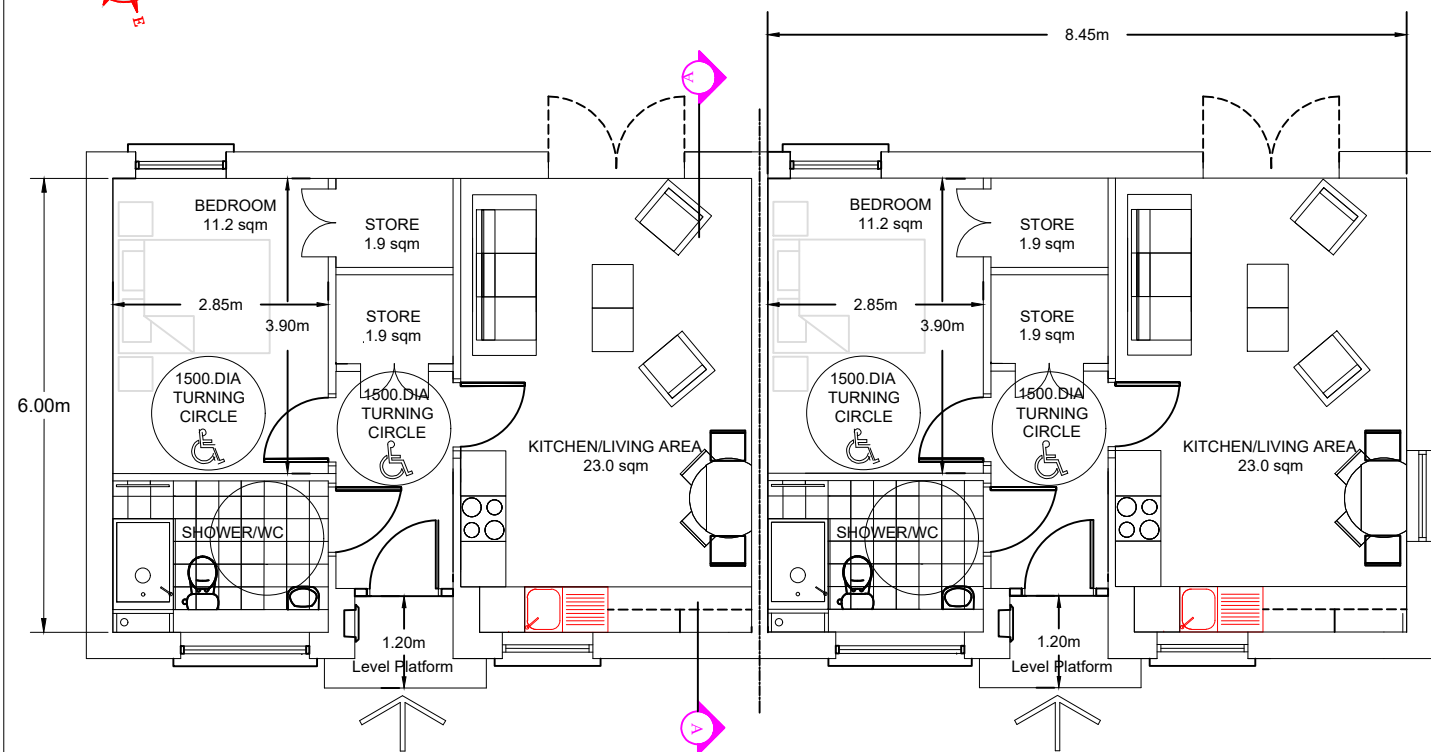 E
8.45m
A
BEDROOM
11.2 sqm
STORE
1.9 sqm
2.85m
3.90m
STORE
1.9 sqm
6.00m
1500.DIA
TURNING
CIRCLE
1500.DIA
TURNING
CIRCLE
KITCHEN/LIVING AREA
23.0 sqm
SHOWER/WC
1.20m
Level Platform
A
BEDROOM
11.2 sqm
STORE
1.9 sqm
2.85m
3.90m
STORE
1.9 sqm
1500.DIA
TURNING
CIRCLE
1500.DIA
TURNING
CIRCLE
KITCHEN/LIVING AREA
23.0 sqm
SHOWER/WC
1.20m
Level Platform